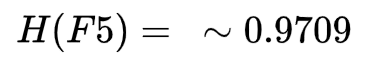 H(F5) = ∼ 0.9709